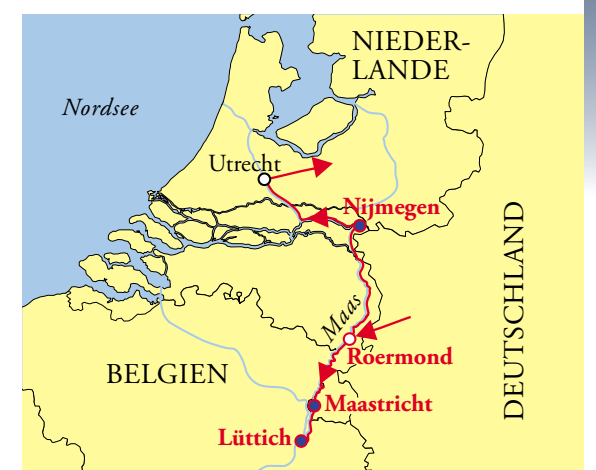 NIEDER-
LANDE
Nordsee
Utrecht
Nijmegen
DEUTSCHLAND
Maas
Roermond
BELGIEN
Maastricht
Lüttich